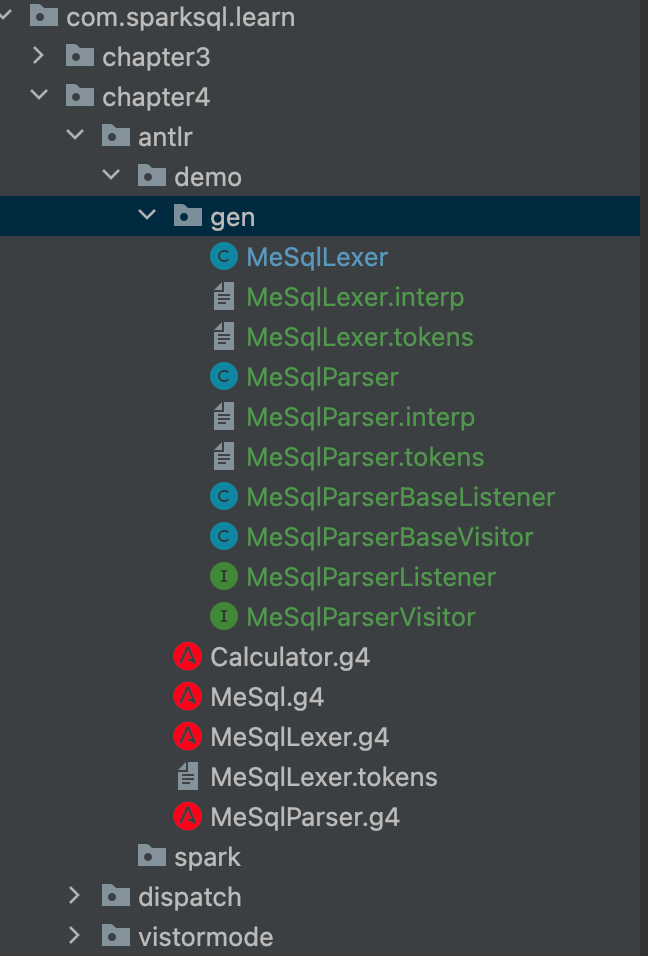 com.sparksql.learn
chapter3
chapter4
antlr
demo
gen
MeSqlLexer
MeSqlLexer.interp
MeSqlLexer.tokens
MeSqlParser
MeSqlParser.interp
MeSqlParser.tokens
MeSqlParserBaseListener
MeSqlParserBaseVisitor
MeSqlParserListener
MeSqlParserVisitor
Calculator.g4
MeSql.g4
MeSqlLexer.g4
MeSqlLexer.tokens
MeSqlParser.g4
spark
dispatch
vistormode